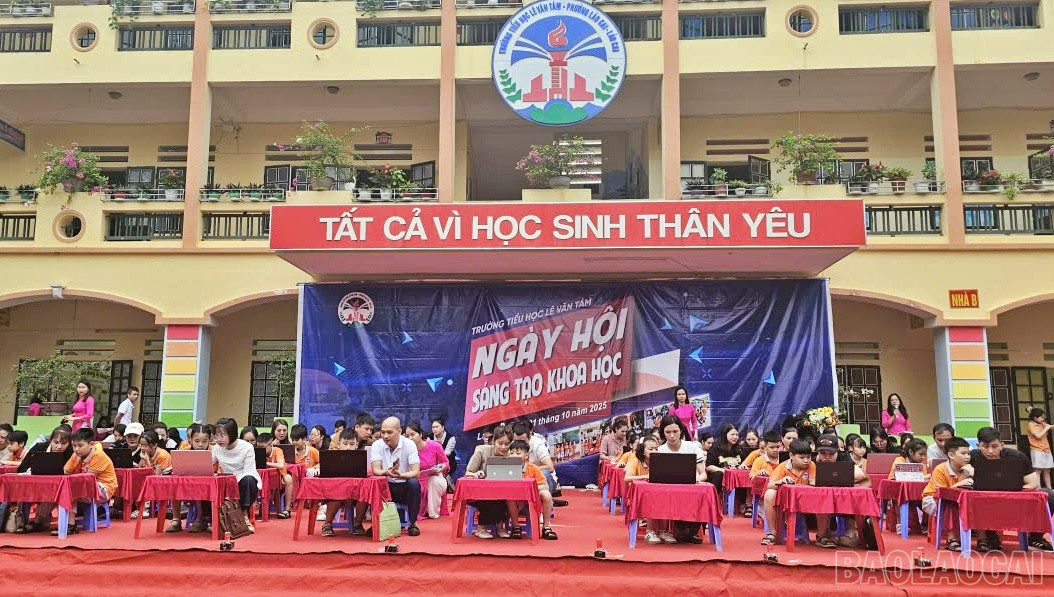 TRƯỜNG TIỂU HỌC LÊ VĂN TÁM - PHƯỜNG LÀO CAI - LÀO CAI
TẤT CẢ VÌ HỌC SINH THÂN YÊU
NHÀ B
TRƯỜNG TIỂU HỌC LÊ VĂN TÁM
NGÀY HỘI
SÁNG TẠO KHOA HỌC
tháng 10 năm 2025
BAOLAOCAI